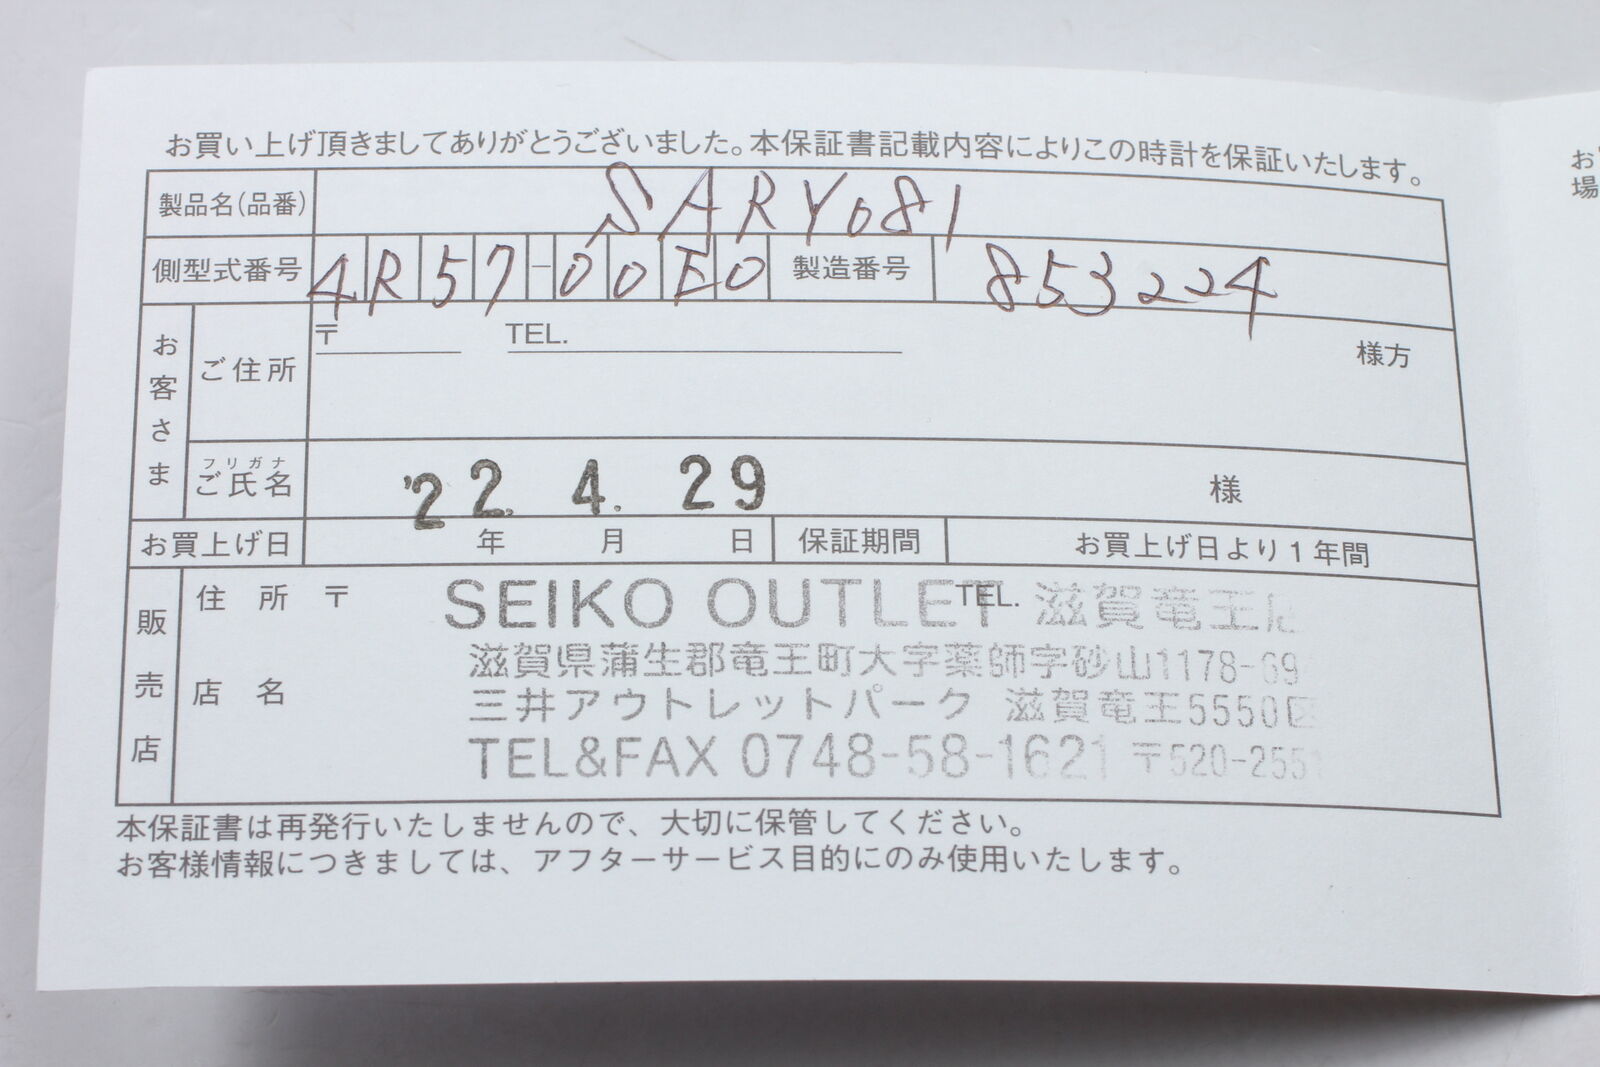 お買い上げ頂きましてありがとうございました。本保証書記載内容によりこの時計を保証いたします。
製品名(品番) SARY081
側型式番号 4R57-00E0 製造番号 853224
お客さま
ご住所 〒 TEL. 様方
フリガナ
ご氏名 様
'22. 4. 29
お買上げ日 年 月 日 保証期間 お買上げ日より1年間
販売店
住所 〒 TEL.
店名
SEIKO OUTLET 滋賀竜王店
滋賀県蒲生郡竜王町大字薬師字砂山1178-69
三井アウトレットパーク 滋賀竜王5550区
TEL&FAX 0748-58-1621 〒520-2551
本保証書は再発行いたしませんので、大切に保管してください。
お客様情報につきましては、アフターサービス目的にのみ使用いたします。
お
場